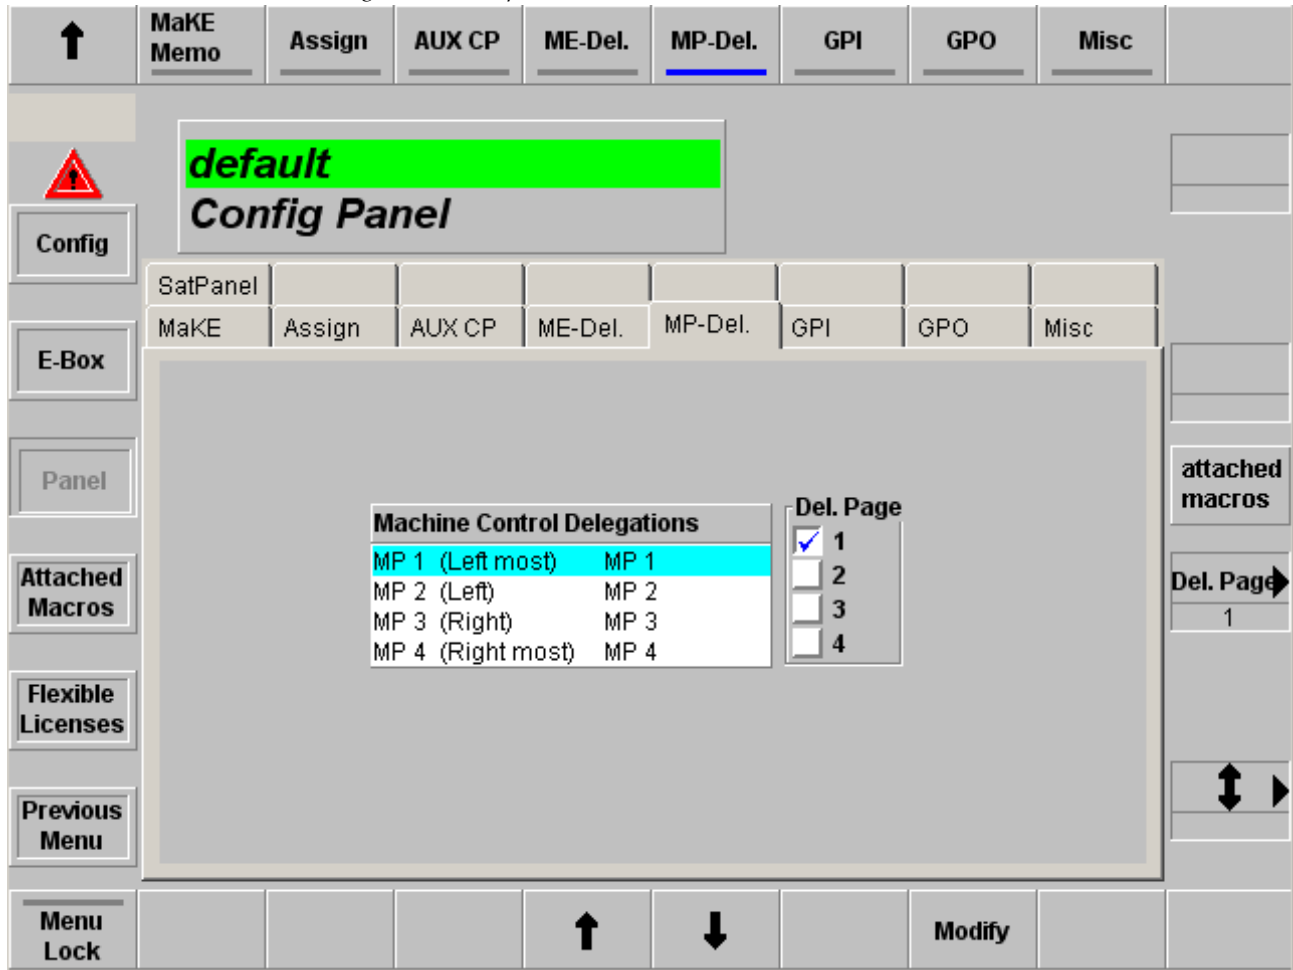 MaKE
Memo
Assign
AUX CP
ME-Del.
MP-Del.
GPI
GPO
Misc
default
Config Panel
Config
SatPanel
MaKE
Assign
AUX CP
ME-Del.
MP-Del.
GPI
GPO
Misc
E-Box
Panel
attached
macros
Machine Control Delegations
MP 1 (Left most) MP 1
MP 2 (Left) MP 2
MP 3 (Right) MP 3
MP 4 (Right most) MP 4
Del. Page
1
2
3
4
Attached
Macros
Del. Page
1
Flexible
Licenses
Previous
Menu
Menu
Lock
Modify